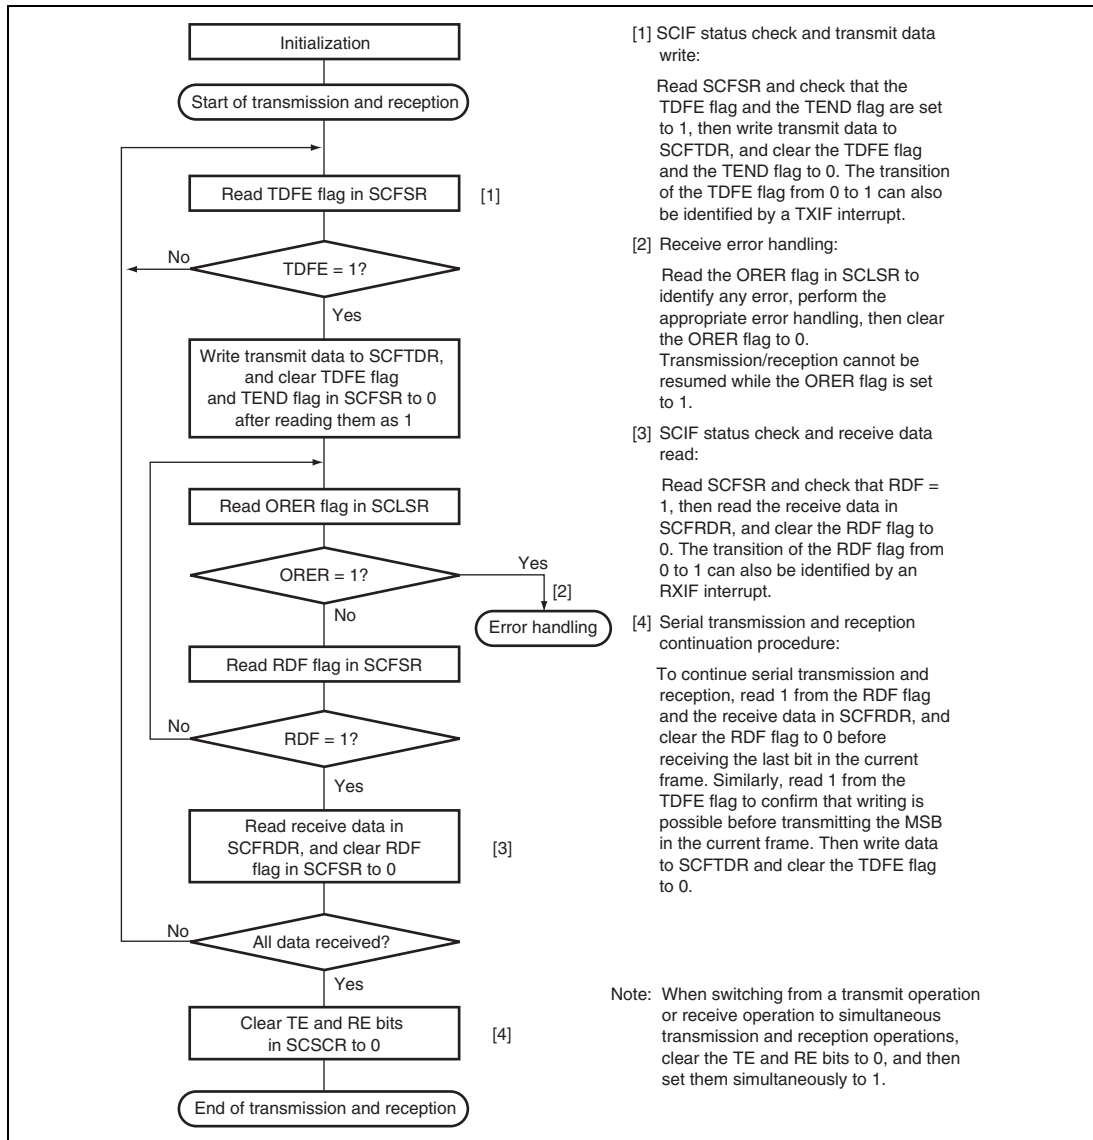 Initialization
Start of transmission and reception
Read TDFE flag in SCFSR
[1]
No
TDFE = 1?
Yes
Write transmit data to SCFTDR,
and clear TDFE flag
and TEND flag in SCFSR to 0
after reading them as 1
Read ORER flag in SCLSR
ORER = 1?
Yes
[2]
Error handling
No
Read RDF flag in SCFSR
No
RDF = 1?
Yes
Read receive data in
SCFRDR, and clear RDF
flag in SCFSR to 0
[3]
No
All data received?
Yes
Clear TE and RE bits
in SCSCR to 0
[4]
End of transmission and reception
[1] SCIF status check and transmit data
write:
Read SCFSR and check that the
TDFE flag and the TEND flag are set
to 1, then write transmit data to
SCFTDR, and clear the TDFE flag
and the TEND flag to 0. The transition
of the TDFE flag from 0 to 1 can also
be identified by a TXIF interrupt.
[2] Receive error handling:
Read the ORER flag in SCLSR to
identify any error, perform the
appropriate error handling, then clear
the ORER flag to 0.
Transmission/reception cannot be
resumed while the ORER flag is set
to 1.
[3] SCIF status check and receive data
read:
Read SCFSR and check that RDF =
1, then read the receive data in
SCFRDR, and clear the RDF flag to
0. The transition of the RDF flag from
0 to 1 can also be identified by an
RXIF interrupt.
[4] Serial transmission and reception
continuation procedure:
To continue serial transmission and
reception, read 1 from the RDF flag
and the receive data in SCFRDR, and
clear the RDF flag to 0 before
receiving the last bit in the current
frame. Similarly, read 1 from the
TDFE flag to confirm that writing is
possible before transmitting the MSB
in the current frame. Then write data
to SCFTDR and clear the TDFE flag
to 0.
Note: When switching from a transmit operation
or receive operation to simultaneous
transmission and reception operations,
clear the TE and RE bits to 0, and then
set them simultaneously to 1.